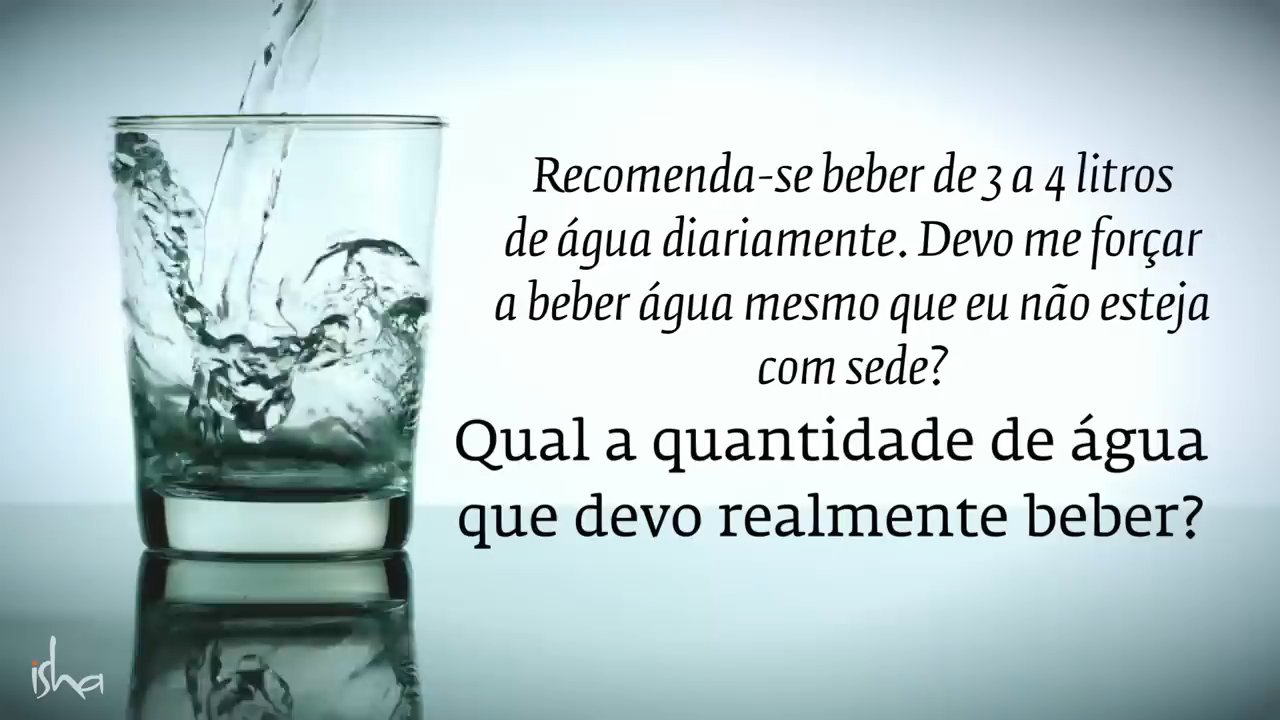 Recomenda-se beber de 3 a 4 litros
de água diariamente. Devo me forçar
a beber água mesmo que eu não esteja
com sede?
Qual a quantidade de água
que devo realmente beber?
isha